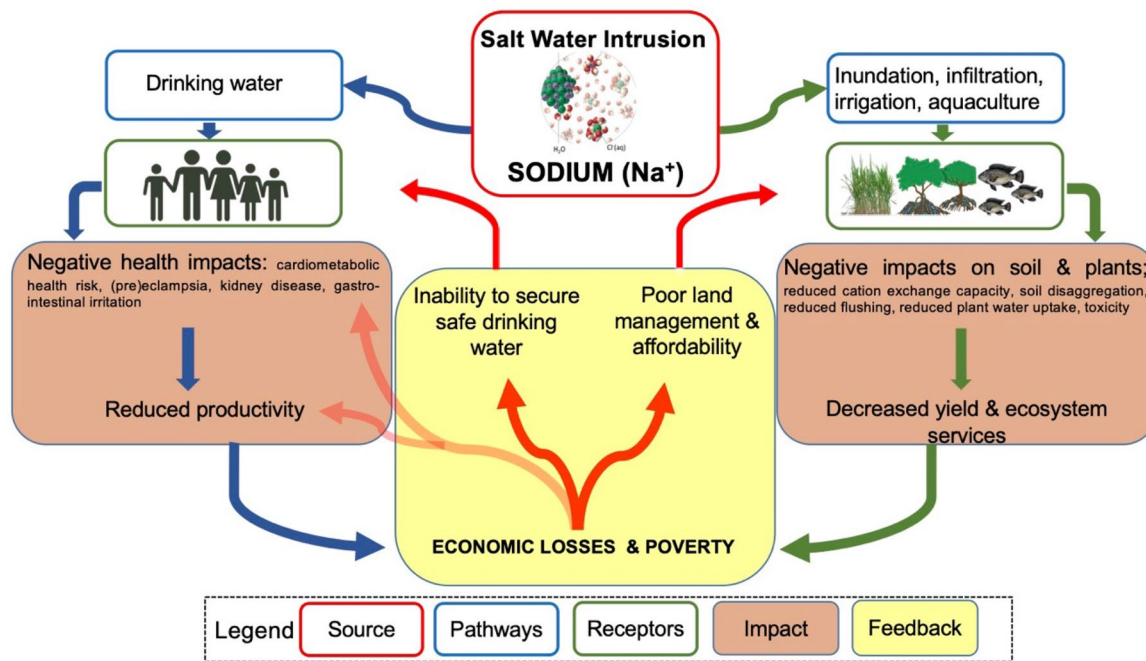 Salt Water Intrusion
H₂O
Cl⁻(aq)
SODIUM (Na⁺)
Drinking water
Inundation, infiltration,
irrigation, aquaculture
Negative health impacts: cardiometabolic
health risk, (pre)eclampsia, kidney disease, gastro-
intestinal irritation
Reduced productivity
Inability to secure
safe drinking
water
Poor land
management &
affordability
ECONOMIC LOSSES & POVERTY
Negative impacts on soil & plants;
reduced cation exchange capacity, soil disaggregation,
reduced flushing, reduced plant water uptake, toxicity
Decreased yield & ecosystem
services
Legend
Source
Pathways
Receptors
Impact
Feedback